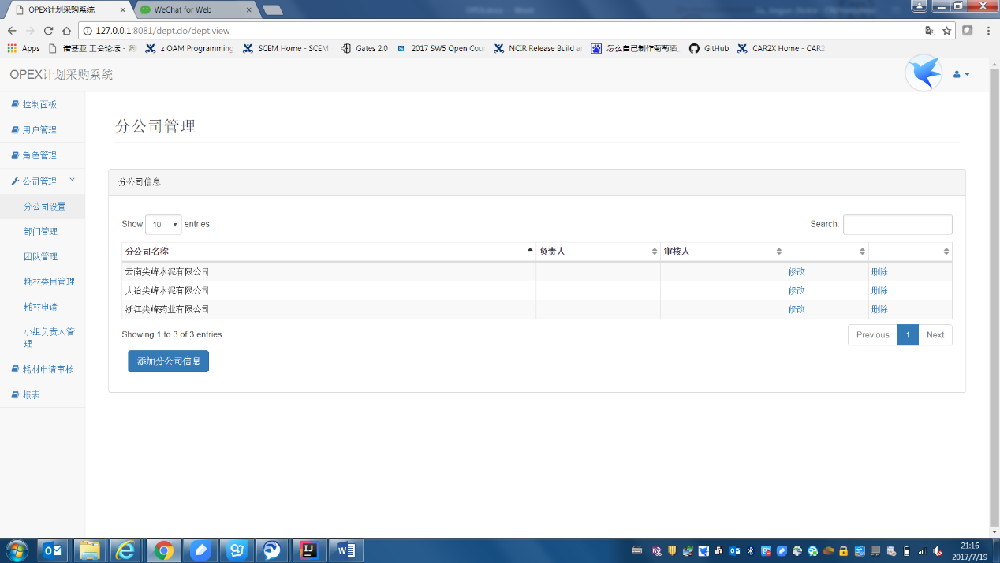 OPEX计划采购系统
WeChat for Web
127.0.0.1:8081/dept.do/dept.view
Apps 诺基亚 工会论坛 - z OAM Programming SCEM Home - SCEM Gates 2.0 2017 SW5 Open Cou NCIR Release Build 怎么自己制作葡萄酒 GitHub CAR2X Home - CAR2
OPEX计划采购系统
控制面板
用户管理
角色管理
公司管理
分公司设置
部门管理
团队管理
耗材类目管理
耗材申请
小组负责人管
理
耗材申请审核
报表
分公司管理
分公司信息
Show 10 entries Search:
分公司名称 负责人 审核人
云南尖峰水泥有限公司 修改 删除
大冶尖峰水泥有限公司 修改 删除
浙江尖峰药业有限公司 修改 删除
Showing 1 to 3 of 3 entries Previous 1 Next
添加分公司信息
21:16
2017/7/19